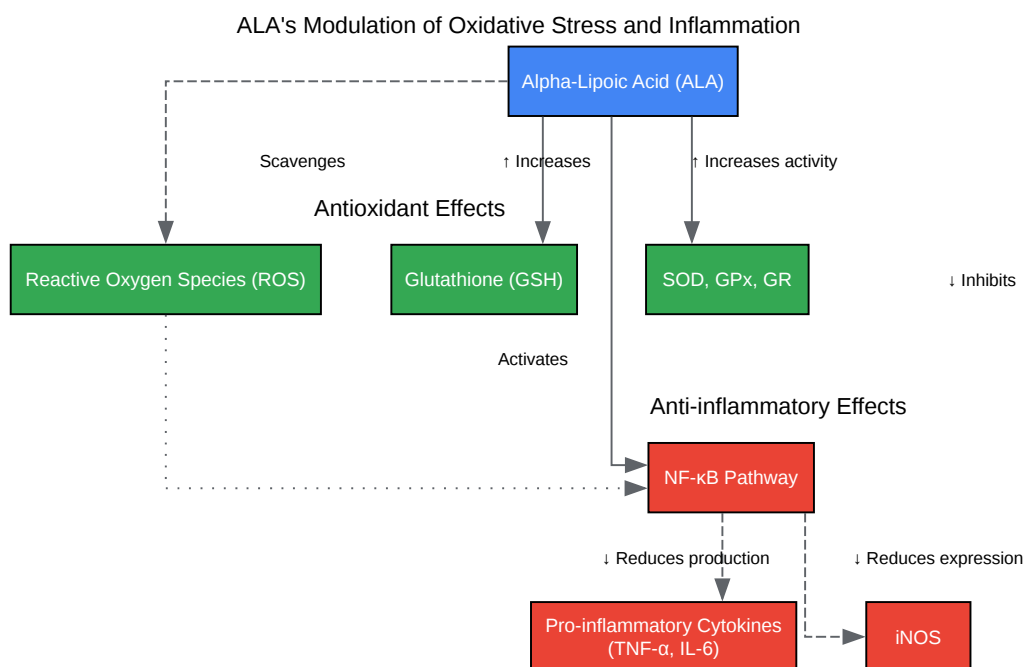 ALA's Modulation of Oxidative Stress and Inflammation
Alpha-Lipoic Acid (ALA)
Scavenges
↑ Increases
↑ Increases activity
Antioxidant Effects
Reactive Oxygen Species (ROS)
Glutathione (GSH)
SOD, GPx, GR
↓ Inhibits
Activates
Anti-inflammatory Effects
NF-κB Pathway
↓ Reduces production
↓ Reduces expression
Pro-inflammatory Cytokines
(TNF-α, IL-6)
iNOS